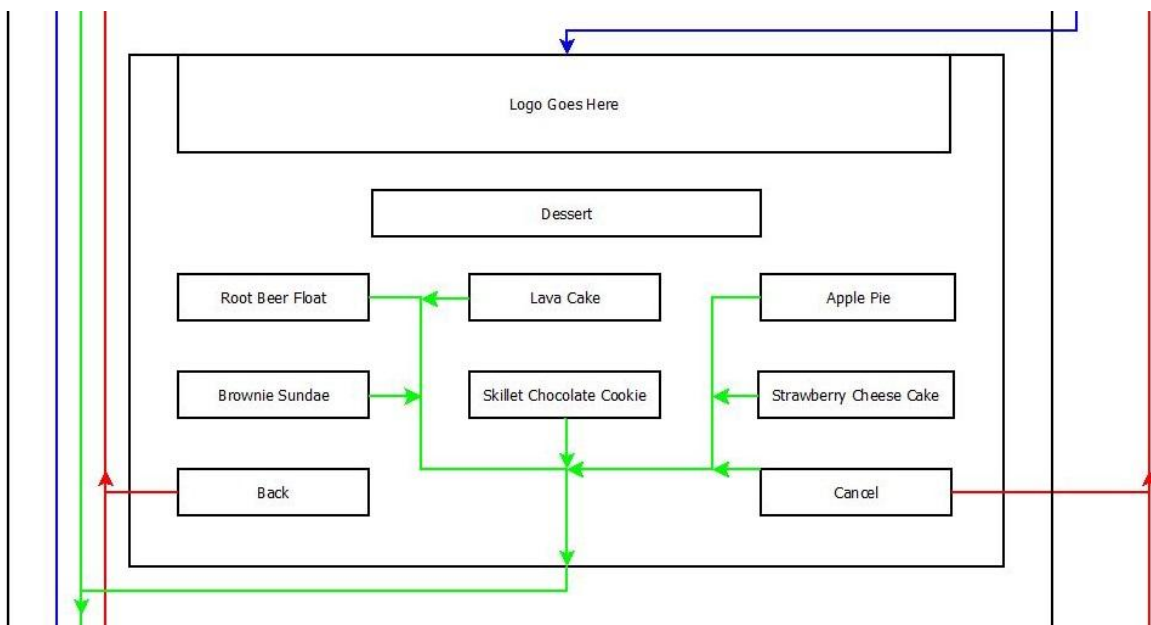 Logo Goes Here
Dessert
Root Beer Float
Lava Cake
Apple Pie
Brownie Sundae
Skillet Chocolate Cookie
Strawberry Cheese Cake
Back
Cancel